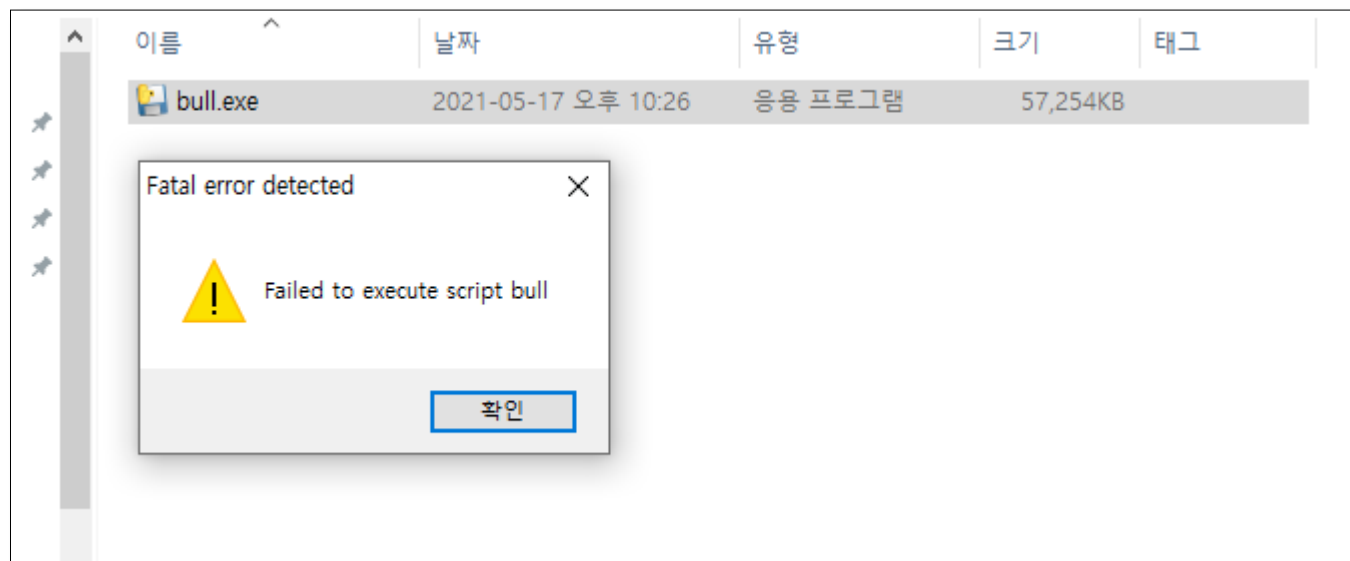 이름 날짜 유형 크기 태그
bull.exe 2021-05-17 오후 10:26 응용 프로그램 57,254KB
Fatal error detected
Failed to execute script bull
확인